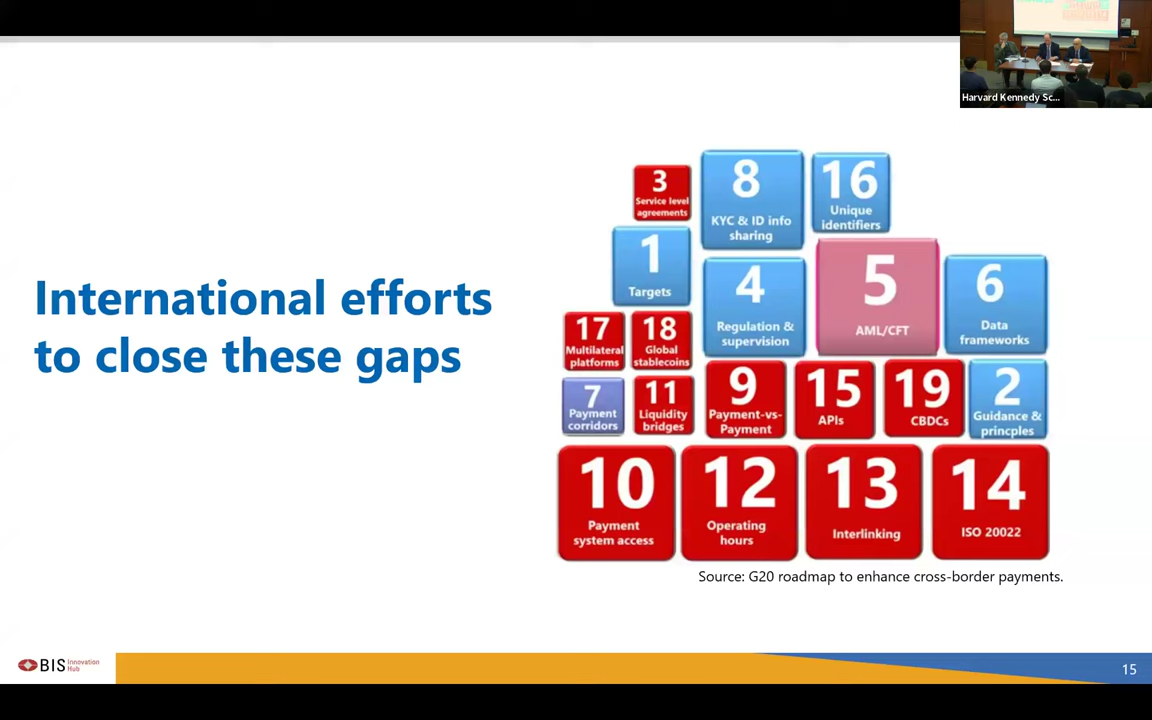 Harvard Kennedy Sc...
International efforts
to close these gaps
3
Service level
agreements
8
KYC & ID info
sharing
16
Unique
identifiers
1
Targets
4
Regulation &
supervision
5
AML/CFT
6
Data
frameworks
17
Multilateral
platforms
18
Global
stablecoins
7
Payment
corridors
11
Liquidity
bridges
9
Payment-vs-
Payment
15
APIs
19
CBDCs
2
Guidance &
princples
10
Payment
system access
12
Operating
hours
13
Interlinking
14
ISO 20022
Source: G20 roadmap to enhance cross-border payments.
BIS Innovation
Hub
15